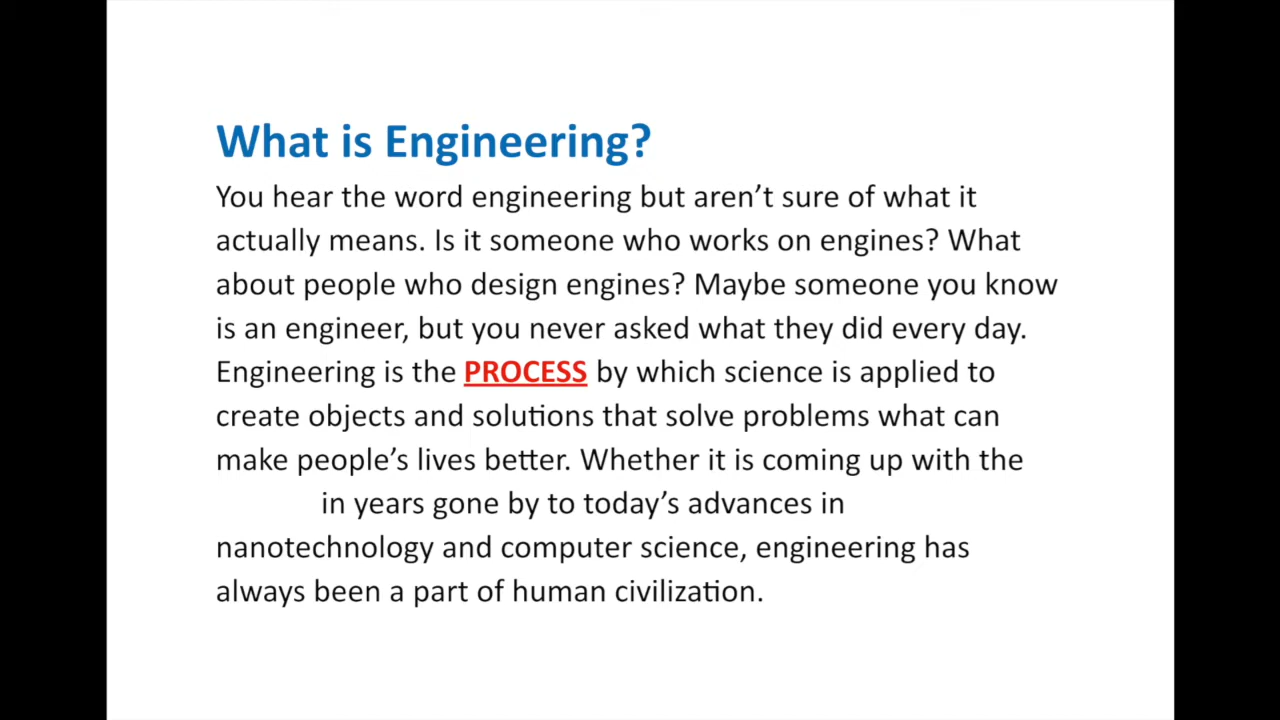 What is Engineering?
You hear the word engineering but aren’t sure of what it
actually means. Is it someone who works on engines? What
about people who design engines? Maybe someone you know
is an engineer, but you never asked what they did every day.
Engineering is the PROCESS by which science is applied to
create objects and solutions that solve problems what can
make people’s lives better. Whether it is coming up with the
in years gone by to today’s advances in
nanotechnology and computer science, engineering has
always been a part of human civilization.